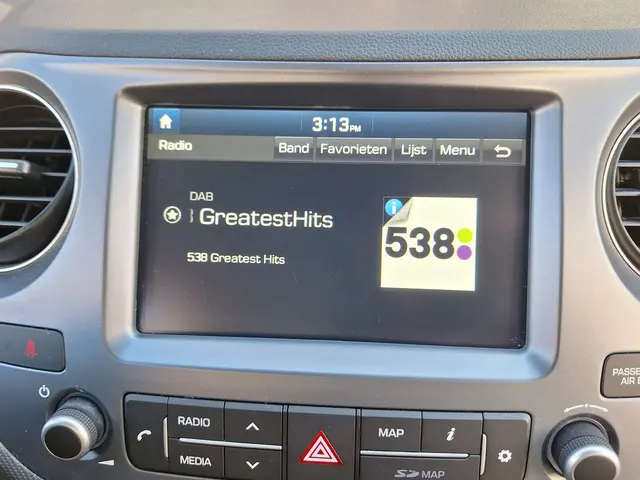 3:13PM
Radio Band Favorieten Lijst Menu
DAB
GreatestHits
538 Greatest Hits
538
PASSE
AIR B
RADIO
MEDIA
MAP
i
SD MAP